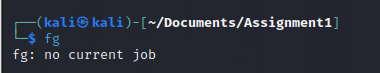 ┌──(kali㉿kali)-[~/Documents/Assignment1]
└─$ fg
fg: no current job